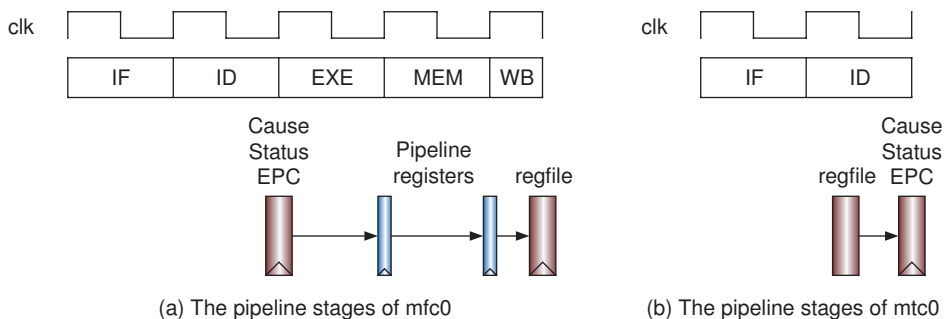 clk
IF ID EXE MEM WB
Cause
Status
EPC
Pipeline
registers
regfile
(a) The pipeline stages of mfc0
clk
IF ID
regfile
Cause
Status
EPC
(b) The pipeline stages of mtc0